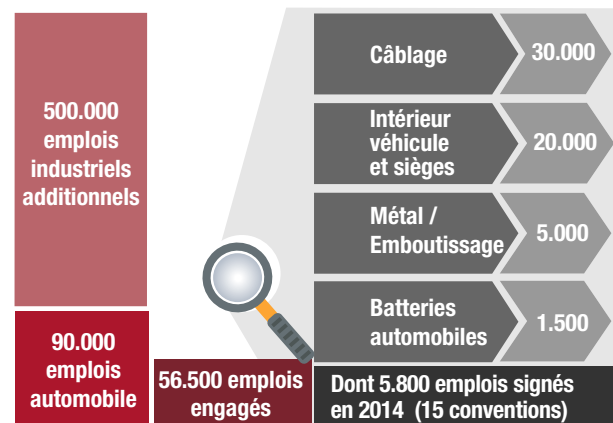 500.000
emplois
industriels
additionnels
90.000
emplois
automobile
56.500 emplois
engagés
Câblage
30.000
Intérieur
véhicule
et sièges
20.000
Métal /
Emboutissage
5.000
Batteries
automobiles
1.500
Dont 5.800 emplois signés
en 2014 (15 conventions)